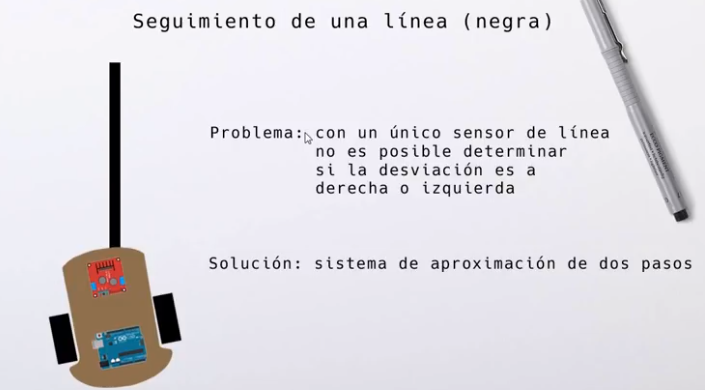 Seguimiento de una línea (negra)
Problema: con un único sensor de línea
no es posible determinar
si la desviación es a
derecha o izquierda
Solución: sistema de aproximación de dos pasos